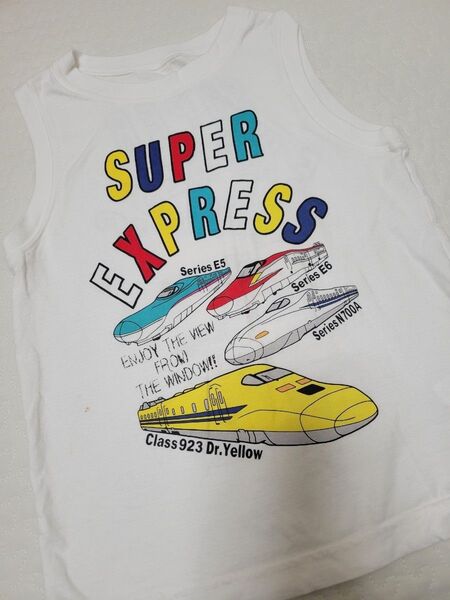 SUPER
EXPRESS
Series E5
Series E6
Series N700A
ENJOY THE VIEW
FROM
THE WINDOW!!
Class 923 Dr.Yellow